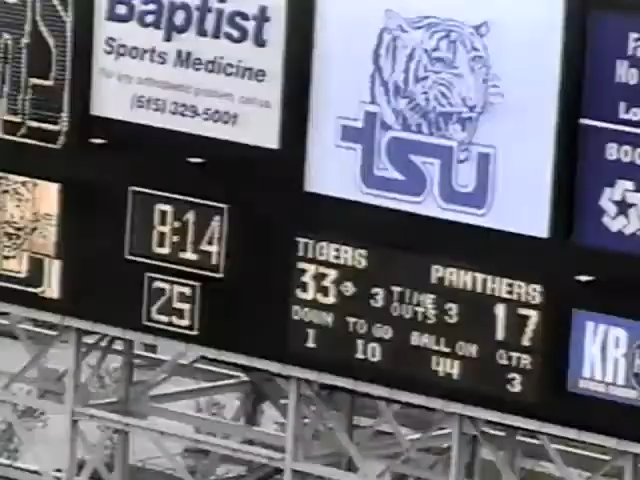 Baptist
Sports Medicine
(615) 329-5001
tsu
8:14
25
TIGERS PANTHERS
33 3 TIME OUTS 3 17
DOWN TO GO BALL ON QTR
1 10 44 3
KR